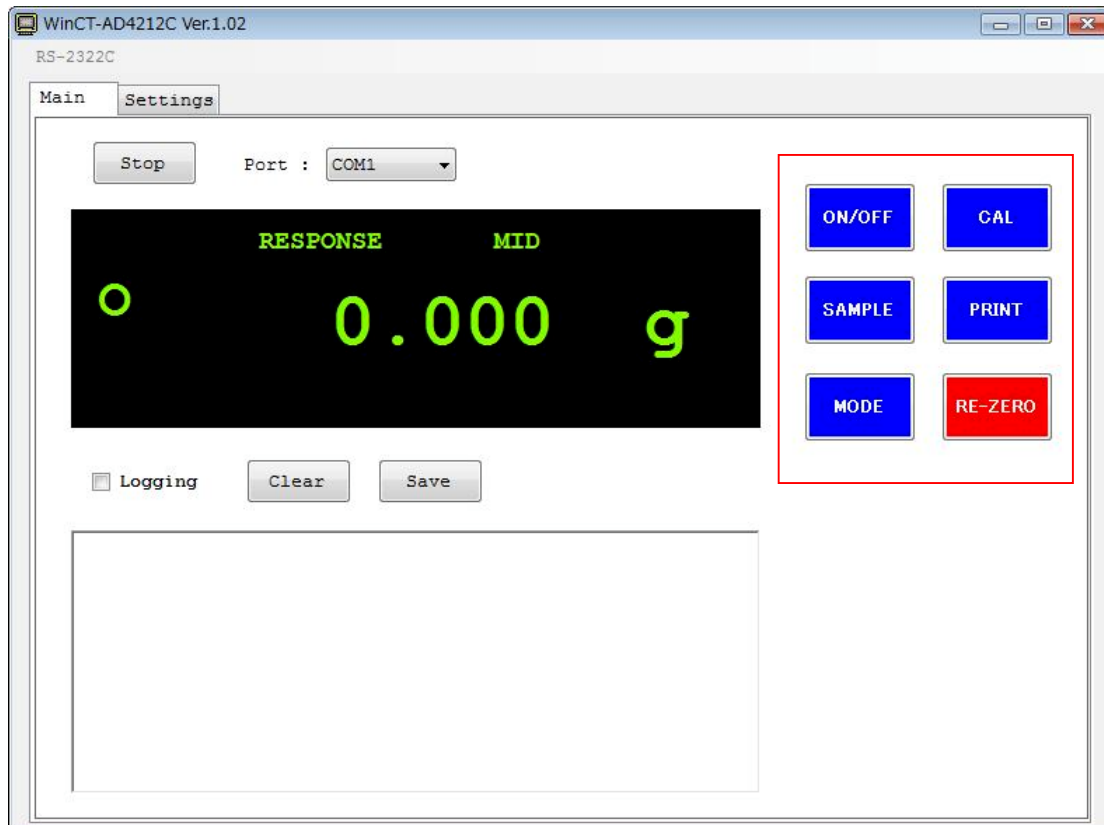 WinCT-AD4212C Ver.1.02
RS-2322C
Main Settings
Stop Port : COM1
RESPONSE MID
0.000 g
ON/OFF CAL
SAMPLE PRINT
MODE RE-ZERO
Logging Clear Save